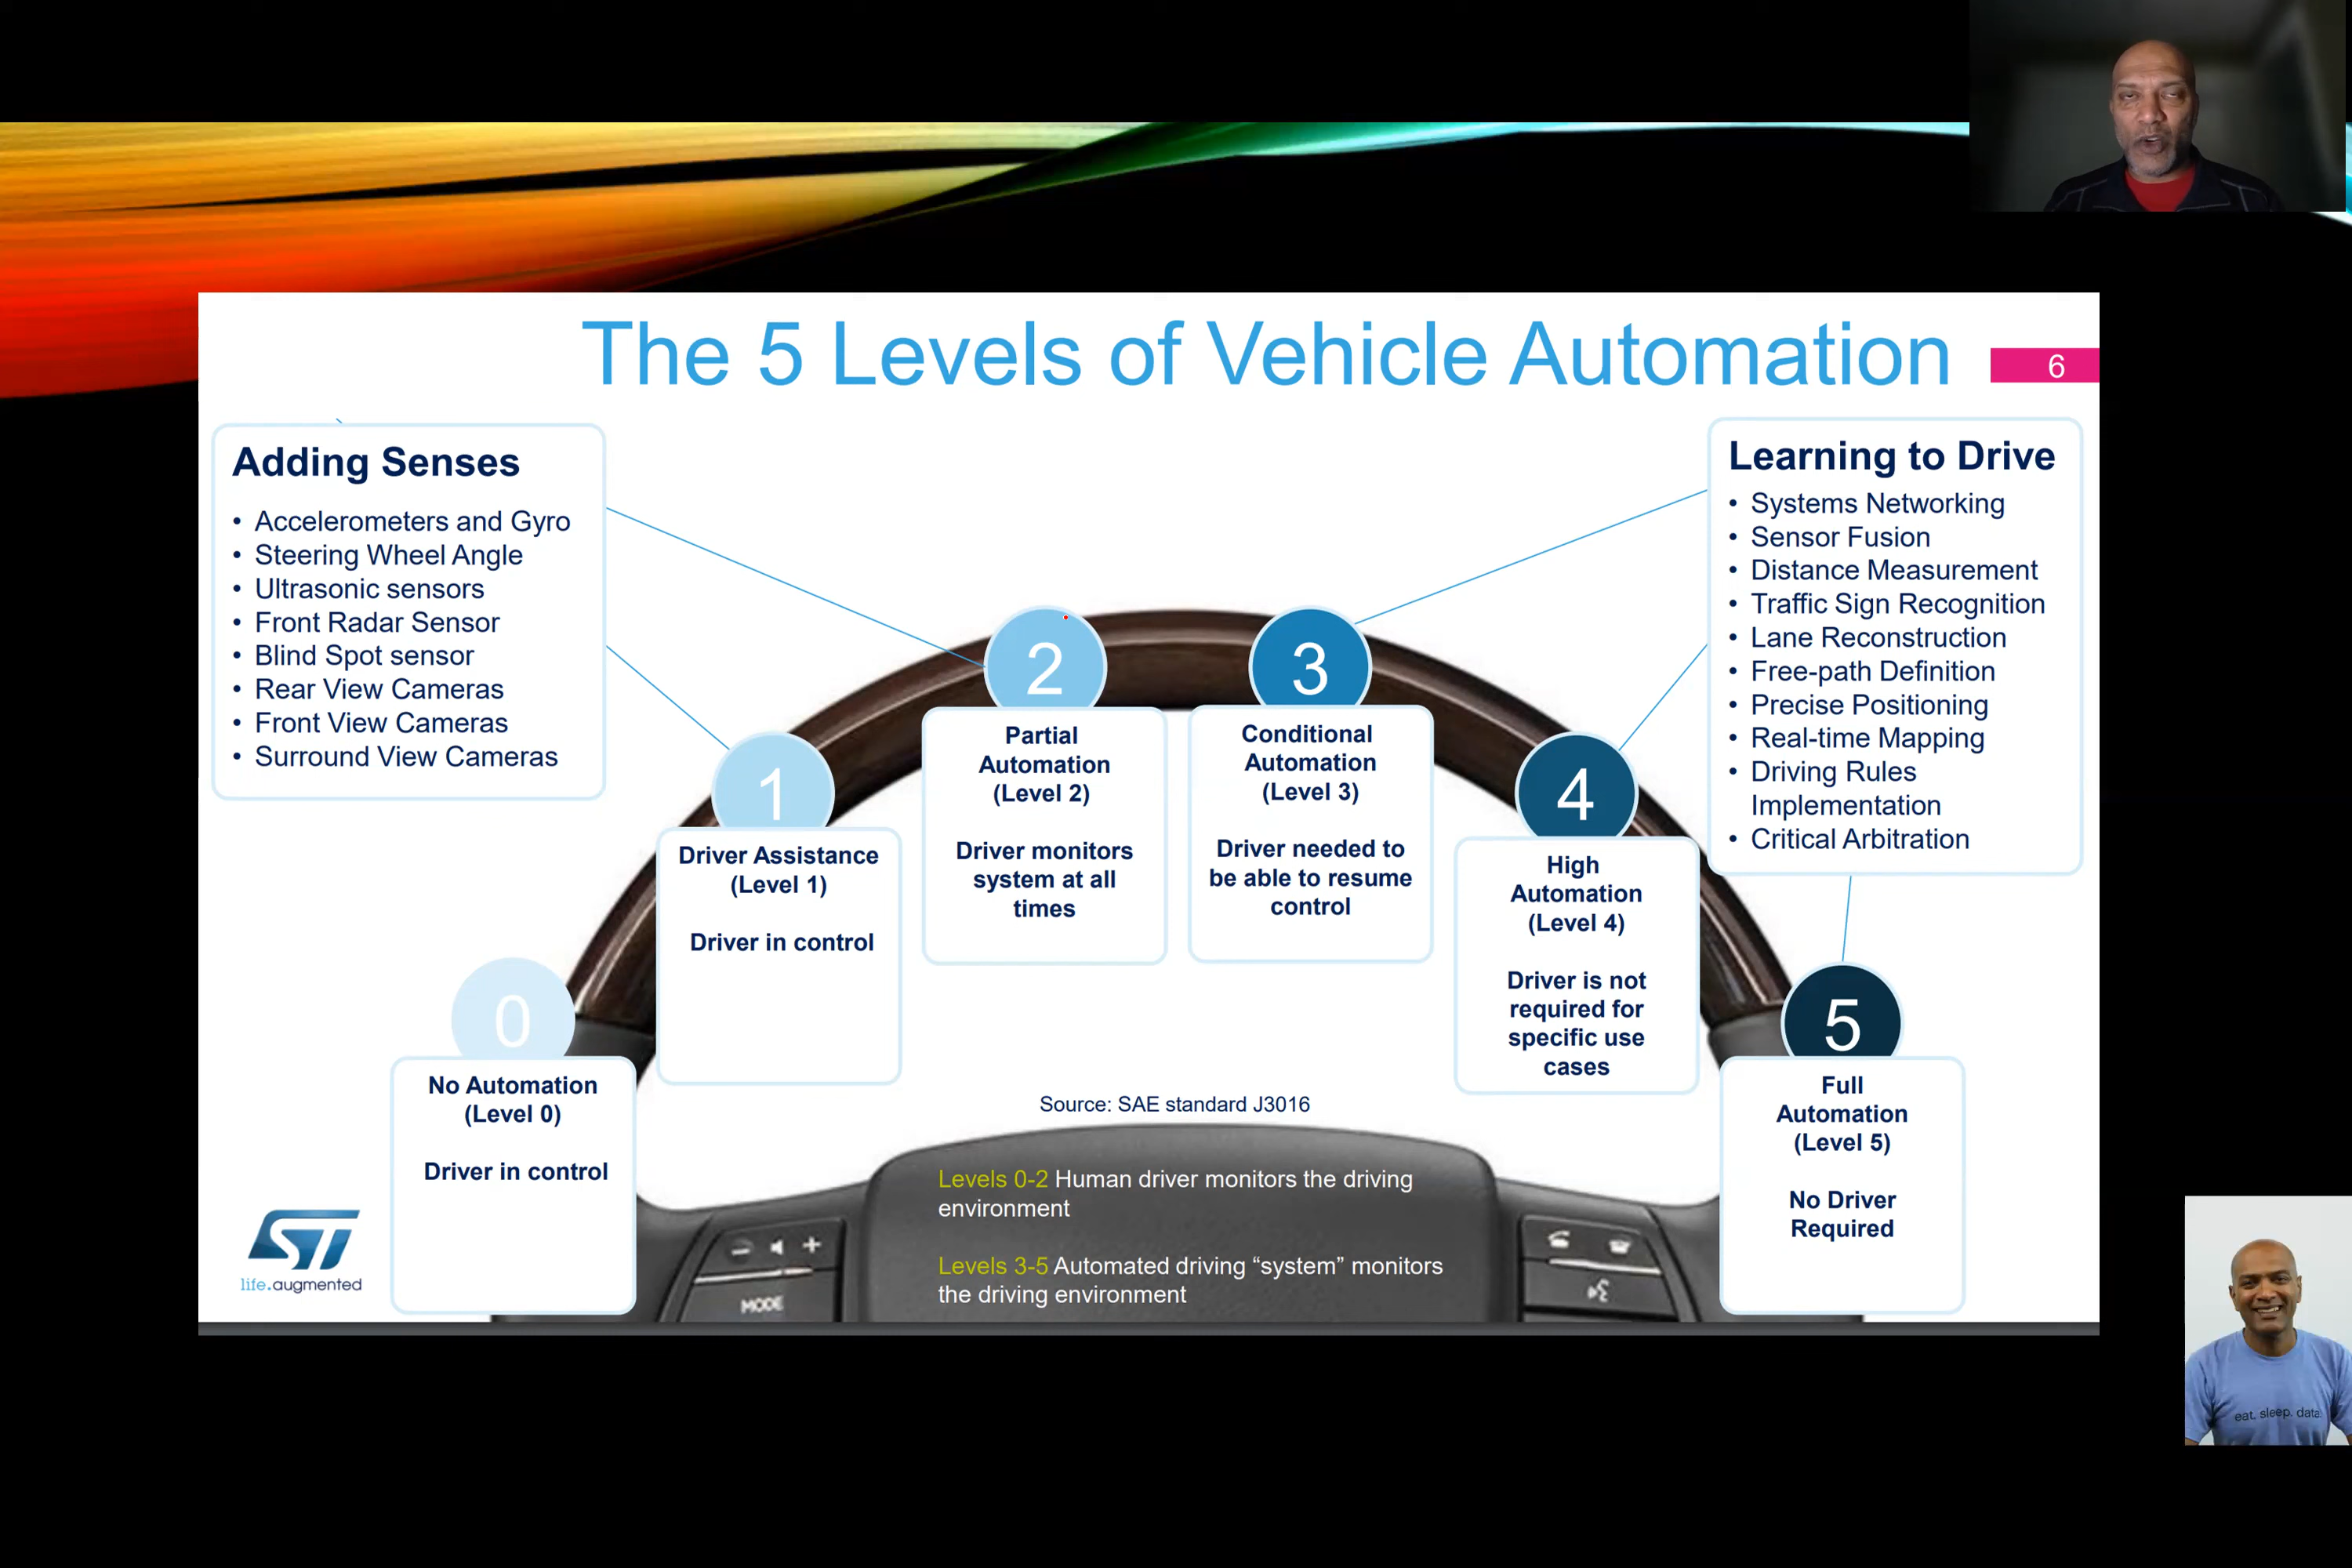 The 5 Levels of Vehicle Automation
6
Adding Senses
• Accelerometers and Gyro
• Steering Wheel Angle
• Ultrasonic sensors
• Front Radar Sensor
• Blind Spot sensor
• Rear View Cameras
• Front View Cameras
• Surround View Cameras
Learning to Drive
• Systems Networking
• Sensor Fusion
• Distance Measurement
• Traffic Sign Recognition
• Lane Reconstruction
• Free-path Definition
• Precise Positioning
• Real-time Mapping
• Driving Rules
Implementation
• Critical Arbitration
0
No Automation
(Level 0)
Driver in control
1
Driver Assistance
(Level 1)
Driver in control
2
Partial
Automation
(Level 2)
Driver monitors
system at all
times
3
Conditional
Automation
(Level 3)
Driver needed to
be able to resume
control
4
High
Automation
(Level 4)
Driver is not
required for
specific use
cases
5
Full
Automation
(Level 5)
No Driver
Required
Source: SAE standard J3016
Levels 0-2 Human driver monitors the driving
environment
Levels 3-5 Automated driving “system” monitors
the driving environment
MODE
ST
life.augmented
eat. sleep. data